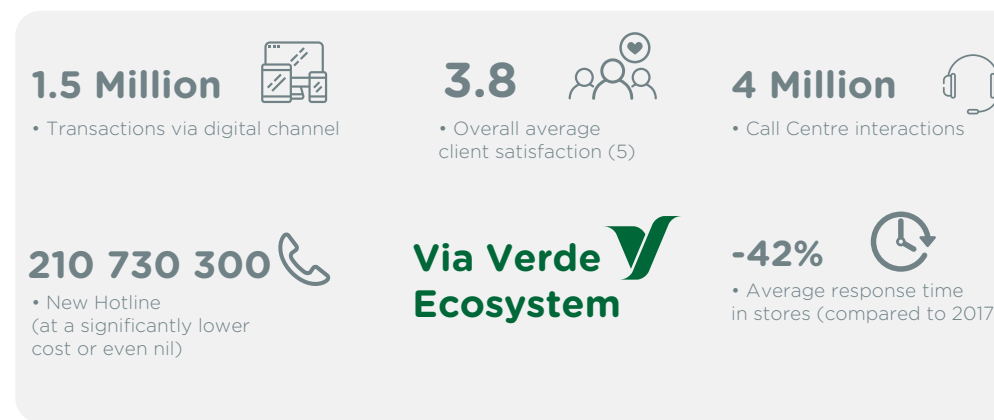 1.5 Million
• Transactions via digital channel
3.8
• Overall average
client satisfaction (5)
4 Million
• Call Centre interactions
210 730 300
• New Hotline
(at a significantly lower
cost or even nil)
Via Verde
Ecosystem
-42%
• Average response time
in stores (compared to 2017